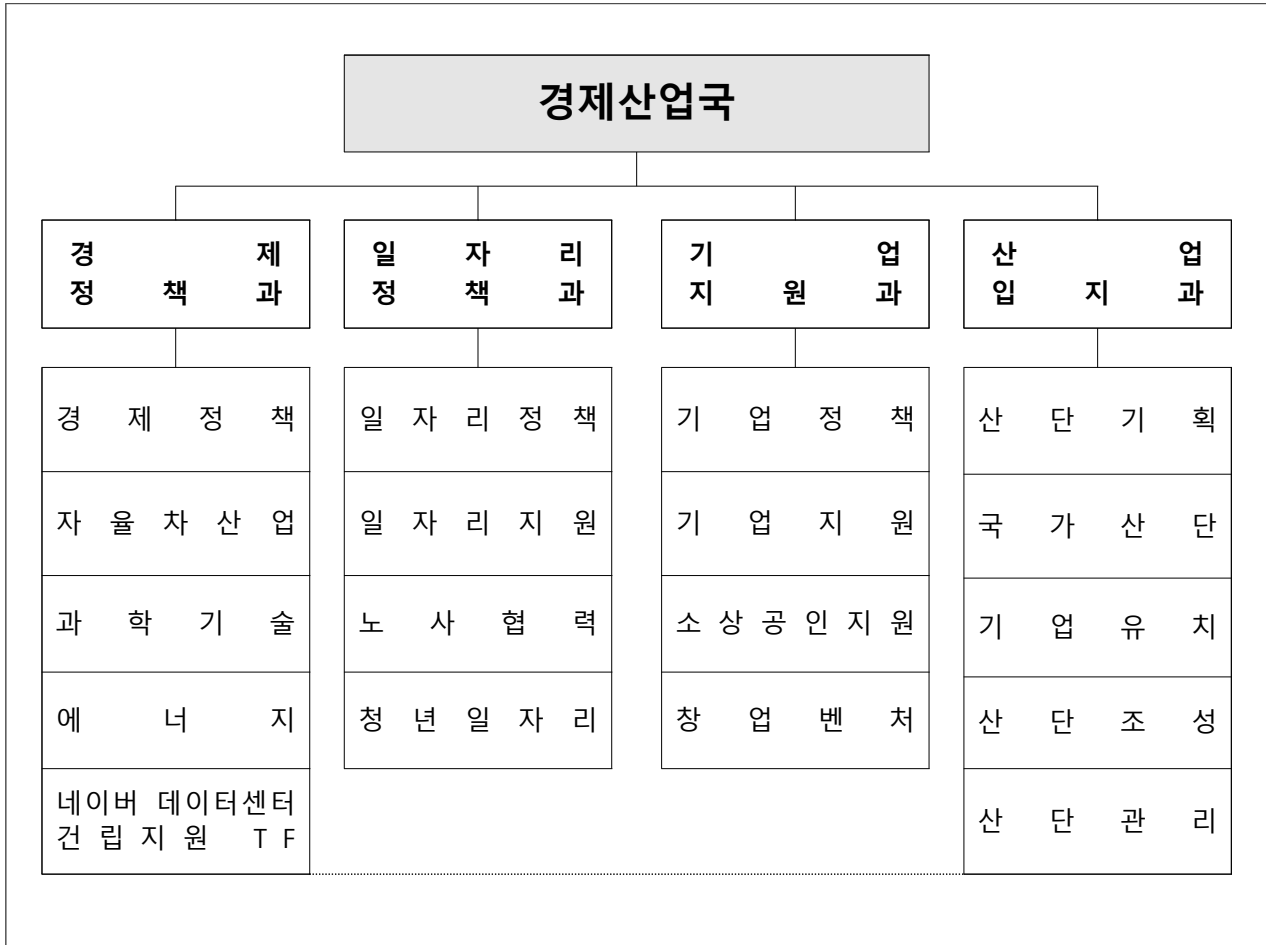 경제산업국
경 제
정 책 과
일 자 리
정 책 과
기 업
지 원 과
산 업
입 지 과
경 제 정 책
자 율 차 산 업
과 학 기 술
에 너 지
네이버 데이터센터
건 립 지 원 T F
일 자 리 정 책
일 자 리 지 원
노 사 협 력
청 년 일 자 리
기 업 정 책
기 업 지 원
소 상 공 인 지 원
창 업 벤 처
산 단 기 획
국 가 산 단
기 업 유 치
산 단 조 성
산 단 관 리